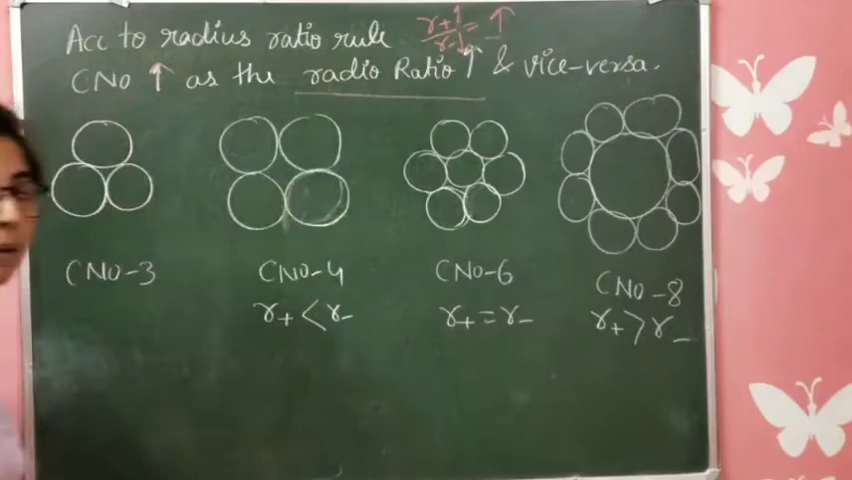 Acc to radius ratio rule r+↑/r-↓ = ↑
CNO ↑ as the radio Ratio ↑ & vice-versa.
CNO-3 CNO-4 CNO-6 CNO-8
r+ < r- r+ = r- r+ > r-